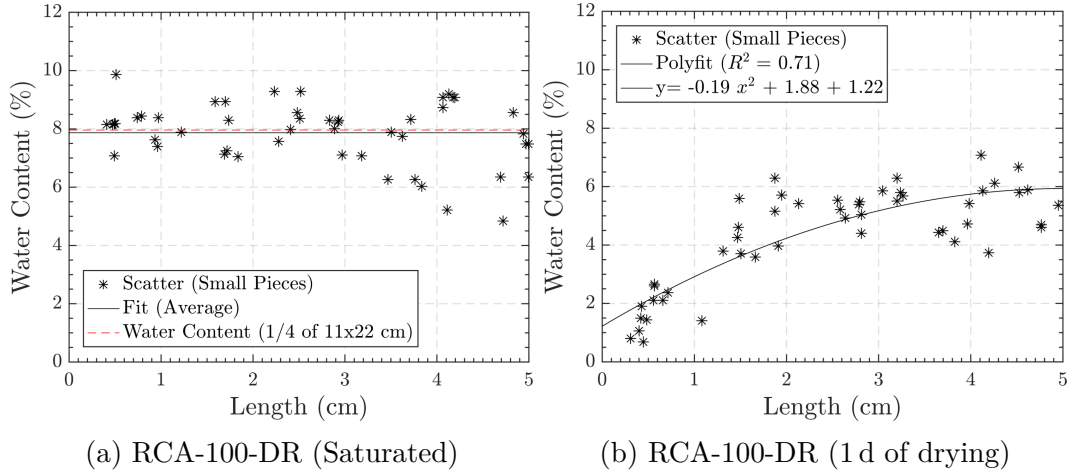 12
10
8
6
4
2
0
0 1 2 3 4 5
Water Content (%)
Length (cm)
Scatter (Small Pieces)
Fit (Average)
Water Content (1/4 of 11x22 cm)
(a) RCA-100-DR (Saturated)
12
10
8
6
4
2
0
0 1 2 3 4 5
Water Content (%)
Length (cm)
Scatter (Small Pieces)
Polyfit (R² = 0.71)
y= -0.19 x² + 1.88 + 1.22
(b) RCA-100-DR (1 d of drying)